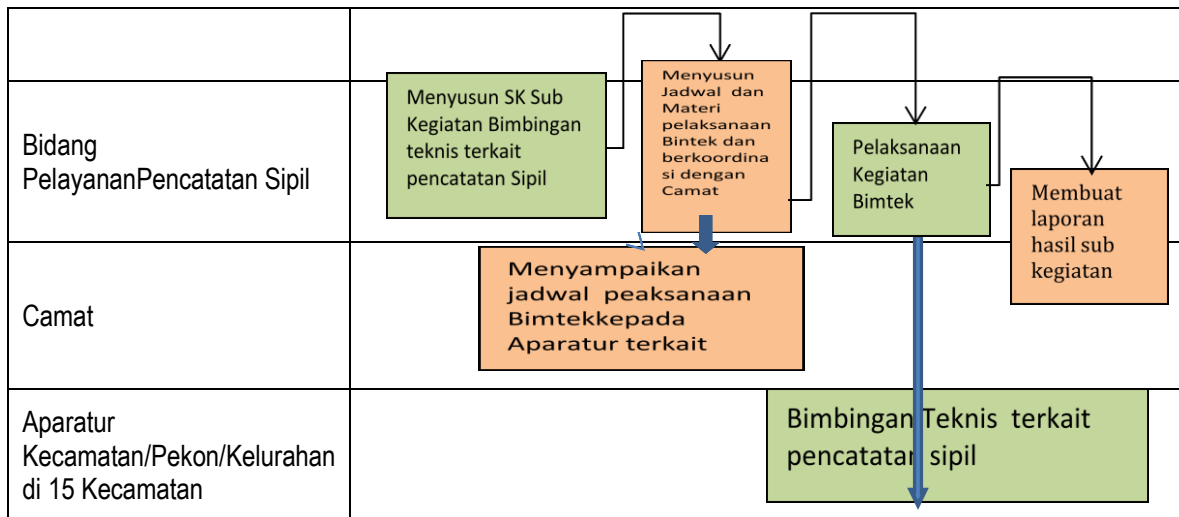 Bidang
PelayananPencatatan Sipil
Menyusun SK Sub
Kegiatan Bimbingan
teknis terkait
pencatatan Sipil
Menyusun
Jadwal dan
Materi
pelaksanaan
Bintek dan
berkoordina
si dengan
Camat
Pelaksanaan
Kegiatan
Bimtek
Membuat
laporan
hasil sub
kegiatan
Camat
Menyampaikan
jadwal peaksanaan
Bimtekkepada
Aparatur terkait
Aparatur
Kecamatan/Pekon/Kelurahan
di 15 Kecamatan
Bimbingan Teknis terkait
pencatatan sipil